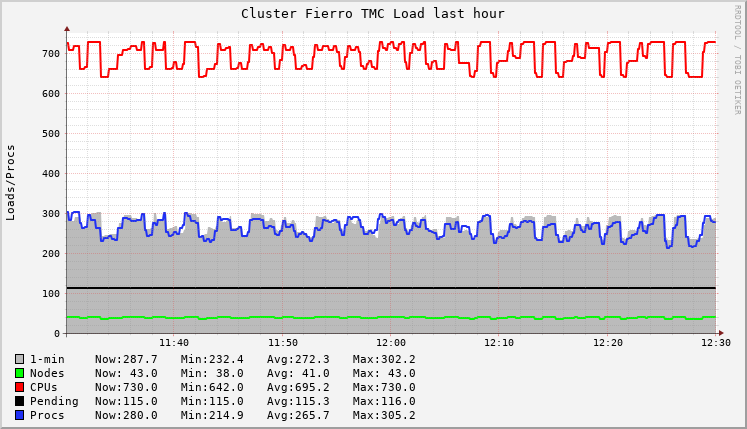 Cluster Fierro TMC Load last hour
RRDTOOL / TOBI OETIKER
Loads/Procs
700
600
500
400
300
200
100
0
11:40 11:50 12:00 12:10 12:20 12:30
1-min Now:287.7 Min:232.4 Avg:272.3 Max:302.2
Nodes Now: 43.0 Min: 38.0 Avg: 41.0 Max: 43.0
CPUs Now:730.0 Min:642.0 Avg:695.2 Max:730.0
Pending Now:115.0 Min:115.0 Avg:115.3 Max:116.0
Procs Now:280.0 Min:214.9 Avg:265.7 Max:305.2